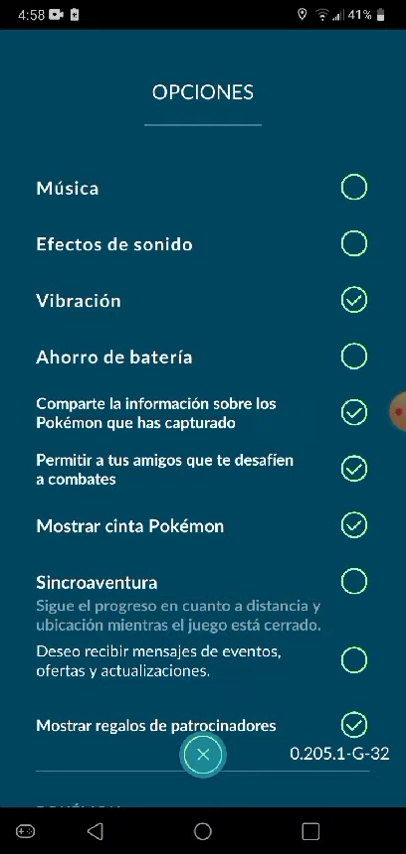 4:58
41%
OPCIONES
Música
Efectos de sonido
Vibración
Ahorro de batería
Comparte la información sobre los
Pokémon que has capturado
Permitir a tus amigos que te desafíen
a combates
Mostrar cinta Pokémon
Sincroaventura
Sigue el progreso en cuanto a distancia y
ubicación mientras el juego está cerrado.
Deseo recibir mensajes de eventos,
ofertas y actualizaciones.
Mostrar regalos de patrocinadores
0.205.1-G-32